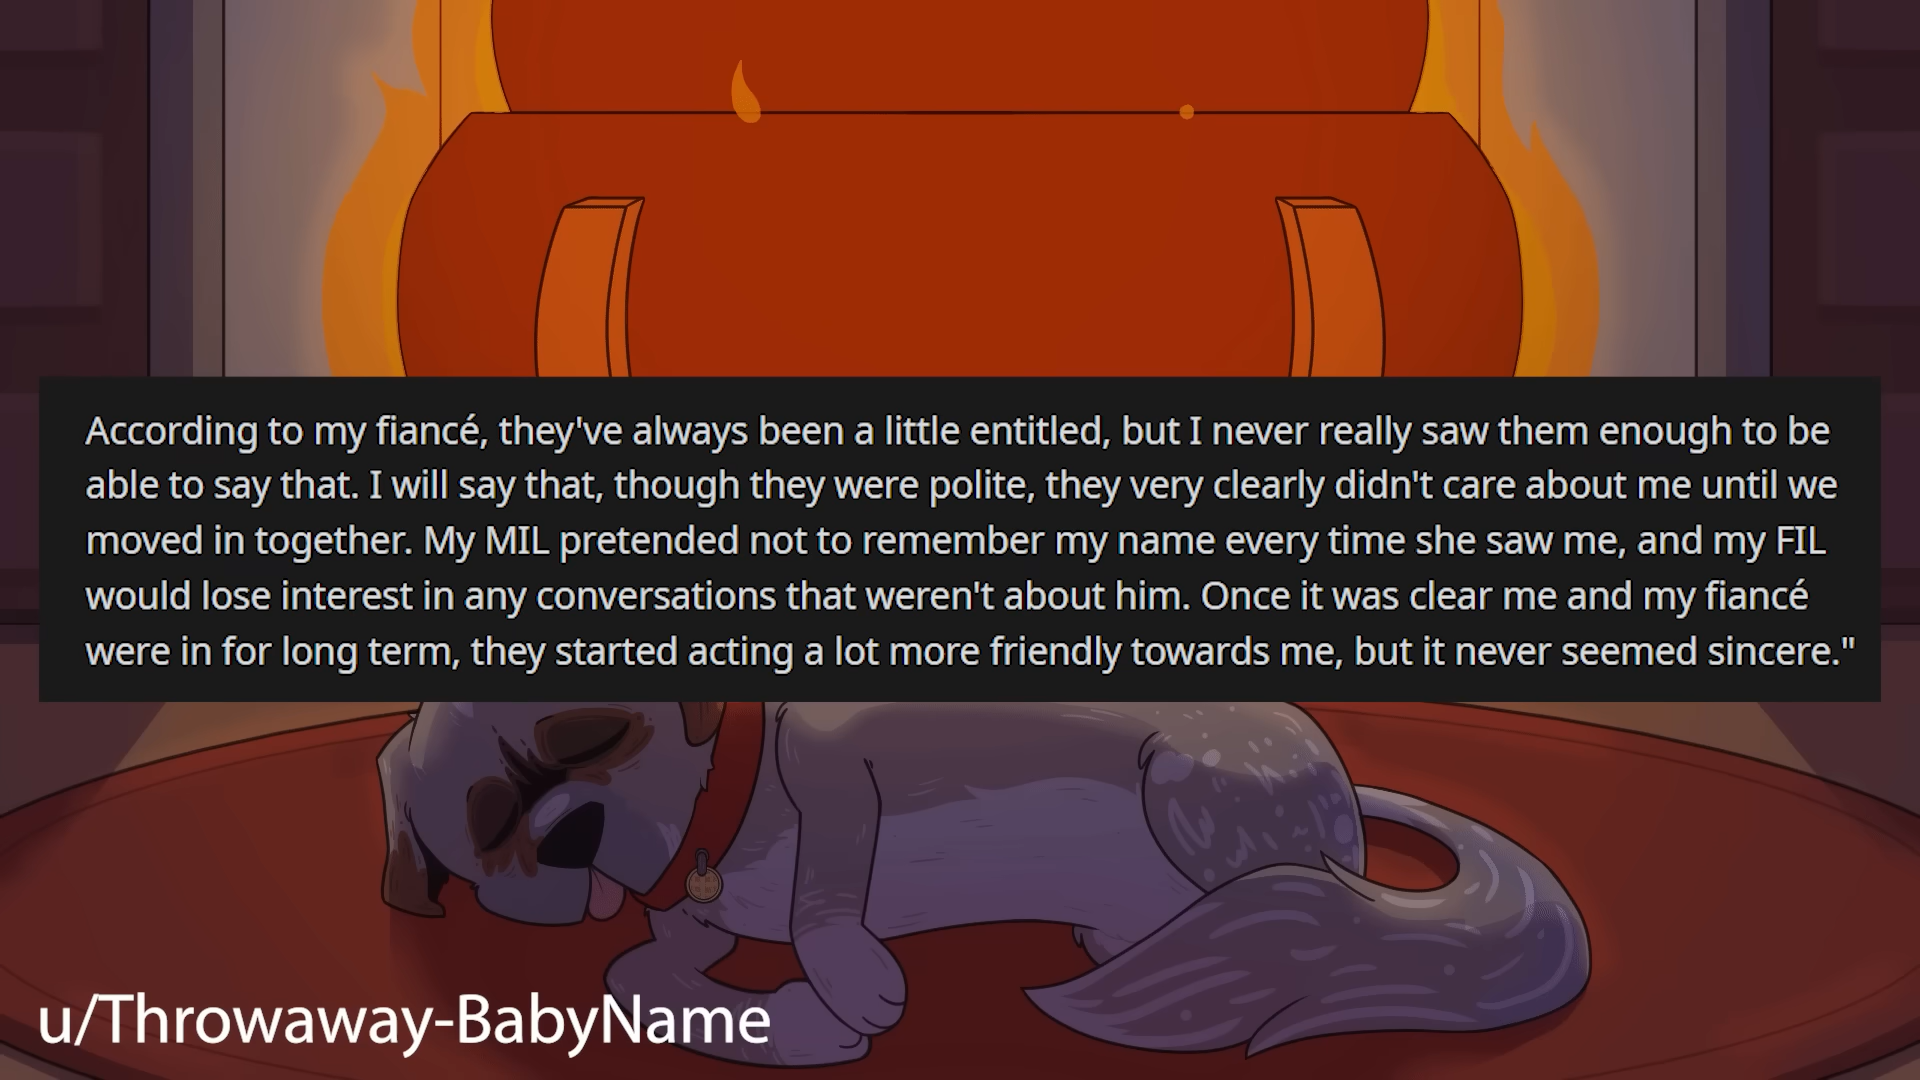 According to my fiancé, they've always been a little entitled, but I never really saw them enough to be
able to say that. I will say that, though they were polite, they very clearly didn't care about me until we
moved in together. My MIL pretended not to remember my name every time she saw me, and my FIL
would lose interest in any conversations that weren't about him. Once it was clear me and my fiancé
were in for long term, they started acting a lot more friendly towards me, but it never seemed sincere."
u/Throwaway-BabyName